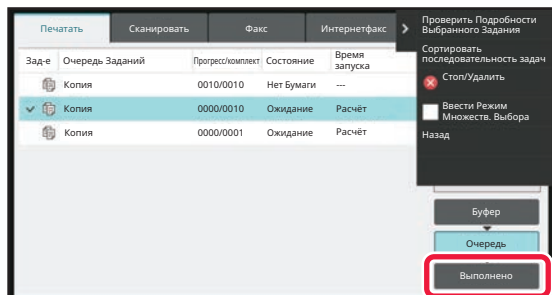 Печатать
Сканировать
Факс
Интернетфакс
Зад-е
Очередь Заданий
Прогресс/комплект
Состояние
Время
запуска
Копия
0010/0010
Нет Бумаги
---
Копия
0000/0010
Ожидание
Расчёт
Копия
0000/0001
Ожидание
Расчёт
Проверить Подробности
Выбранного Задания
Сортировать
последовательность задач
Стоп/Удалить
Ввести Режим
Множеств. Выбора
Назад
Буфер
Очередь
Выполнено